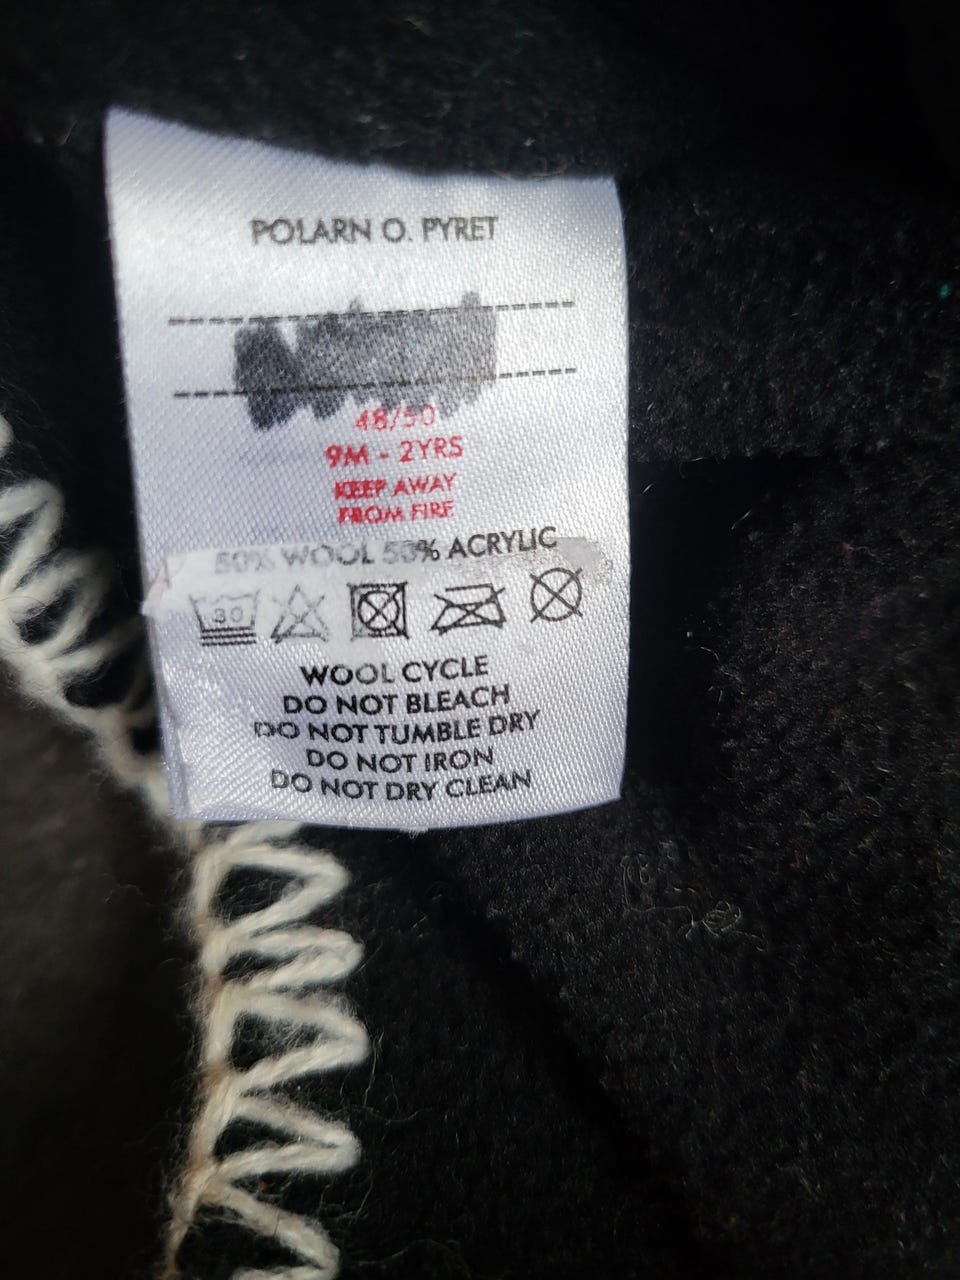 POLARN O. PYRET
48/50
9M - 2YRS
KEEP AWAY
FROM FIRE
50% WOOL 50% ACRYLIC
30
WOOL CYCLE
DO NOT BLEACH
DO NOT TUMBLE DRY
DO NOT IRON
DO NOT DRY CLEAN